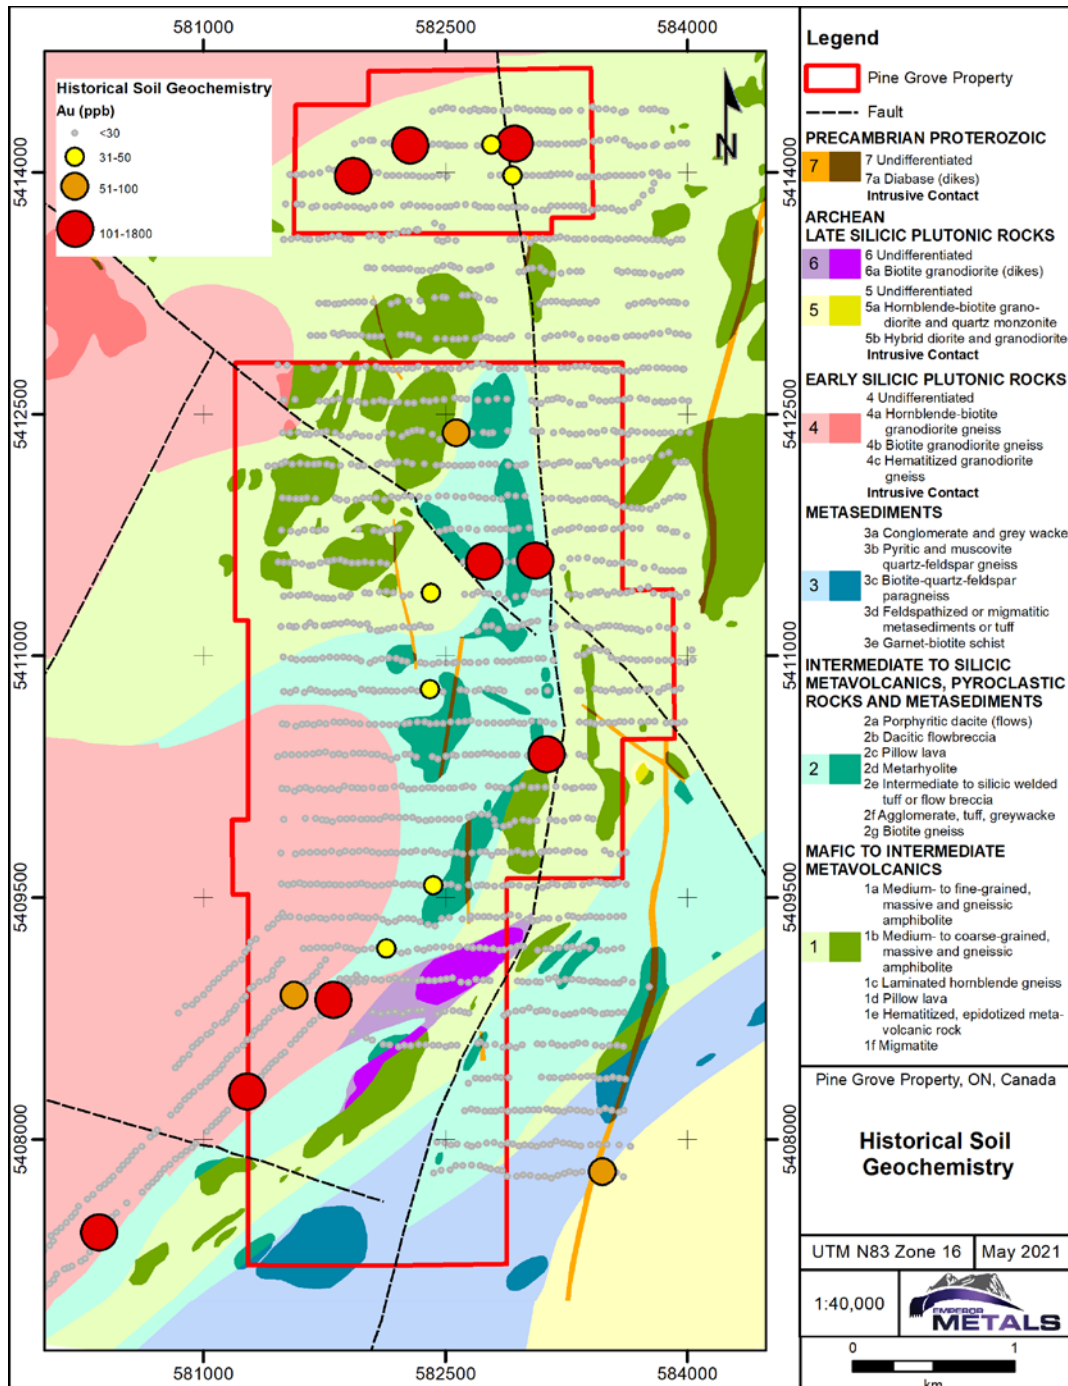 581000
582500
584000
Historical Soil Geochemistry
Au (ppb)
<30
31-50
51-100
101-1800
N
5414000
5412500
5411000
5409500
5408000
5414000
5412500
5411000
5409500
5408000
581000
582500
584000
Legend
Pine Grove Property
Fault
PRECAMBRIAN PROTEROZOIC
7
7 Undifferentiated
7a Diabase (dikes)
Intrusive Contact
ARCHEAN
LATE SILICIC PLUTONIC ROCKS
6
6 Undifferentiated
6a Biotite granodiorite (dikes)
5
5 Undifferentiated
5a Hornblende-biotite grano-
diorite and quartz monzonite
5b Hybrid diorite and granodiorite
Intrusive Contact
EARLY SILICIC PLUTONIC ROCKS
4
4 Undifferentiated
4a Hornblende-biotite
granodiorite gneiss
4b Biotite granodiorite gneiss
4c Hematitized granodiorite
gneiss
Intrusive Contact
METASEDIMENTS
3
3a Conglomerate and grey wacke
3b Pyritic and muscovite
quartz-feldspar gneiss
3c Biotite-quartz-feldspar
paragneiss
3d Feldspathized or migmatitic
metasediments or tuff
3e Garnet-biotite schist
INTERMEDIATE TO SILICIC
METAVOLCANICS, PYROCLASTIC
ROCKS AND METASEDIMENTS
2
2a Porphyritic dacite (flows)
2b Dacitic flowbreccia
2c Pillow lava
2d Metarhyolite
2e Intermediate to silicic welded
tuff or flow breccia
2f Agglomerate, tuff, greywacke
2g Biotite gneiss
MAFIC TO INTERMEDIATE
METAVOLCANICS
1
1a Medium- to fine-grained,
massive and gneissic
amphibolite
1b Medium- to coarse-grained,
massive and gneissic
amphibolite
1c Laminated hornblende gneiss
1d Pillow lava
1e Hematitized, epidotized meta-
volcanic rock
1f Migmatite
Pine Grove Property, ON, Canada
Historical Soil
Geochemistry
UTM N83 Zone 16
May 2021
1:40,000
EMPEROR
METALS
0
1
km